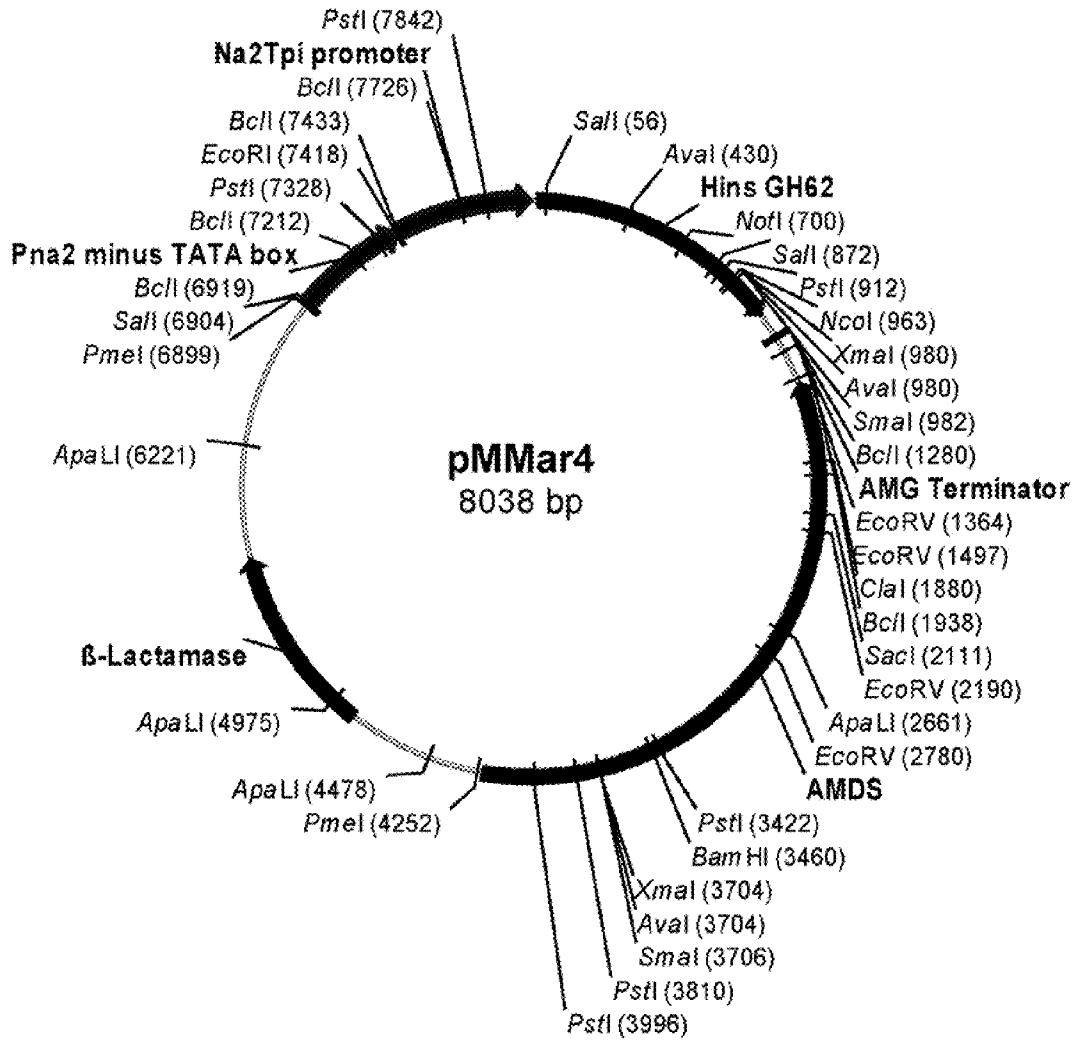 PstI (7842)
Na2Tpi promoter
BclI (7726)
BclI (7433)
EcoRI (7418)
PstI (7328)
BclI (7212)
Pna2 minus TATA box
BclI (6919)
SalI (6904)
PmeI (6899)
ApaLI (6221)
ß-Lactamase
ApaLI (4975)
ApaLI (4478)
PmeI (4252)
pMMar4
8038 bp
SalI (56)
AvaI (430)
Hins GH62
NotI (700)
SalI (872)
PstI (912)
NcoI (963)
XmaI (980)
AvaI (980)
SmaI (982)
BclI (1280)
AMG Terminator
EcoRV (1364)
EcoRV (1497)
ClaI (1880)
BclI (1938)
SacI (2111)
EcoRV (2190)
ApaLI (2661)
EcoRV (2780)
AMDS
PstI (3422)
BamHI (3460)
XmaI (3704)
AvaI (3704)
SmaI (3706)
PstI (3810)
PstI (3996)